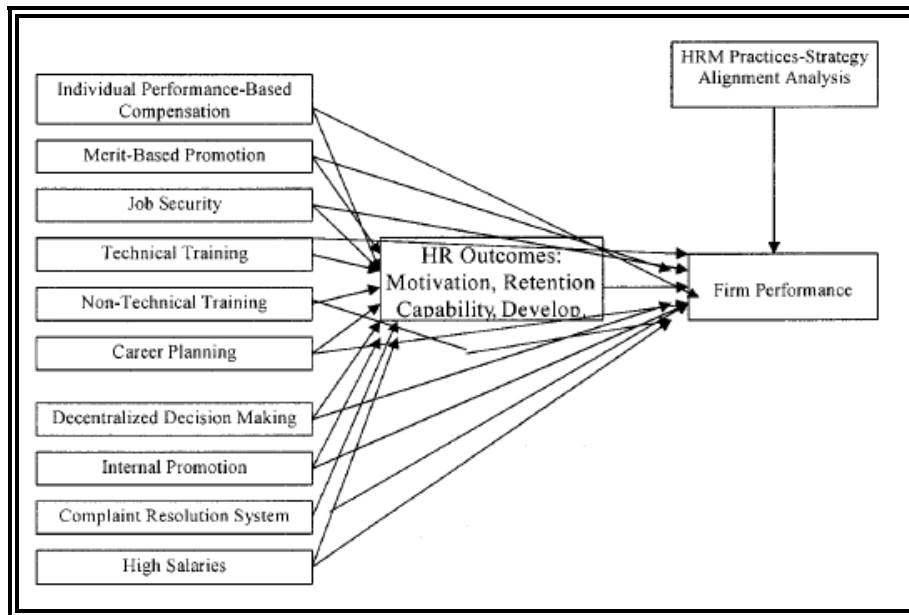 HRM Practices-Strategy
Alignment Analysis
Individual Performance-Based
Compensation
Merit-Based Promotion
Job Security
Technical Training
Non-Technical Training
Career Planning
Decentralized Decision Making
Internal Promotion
Complaint Resolution System
High Salaries
HR Outcomes:
Motivation, Retention
Capability, Develop.
Firm Performance